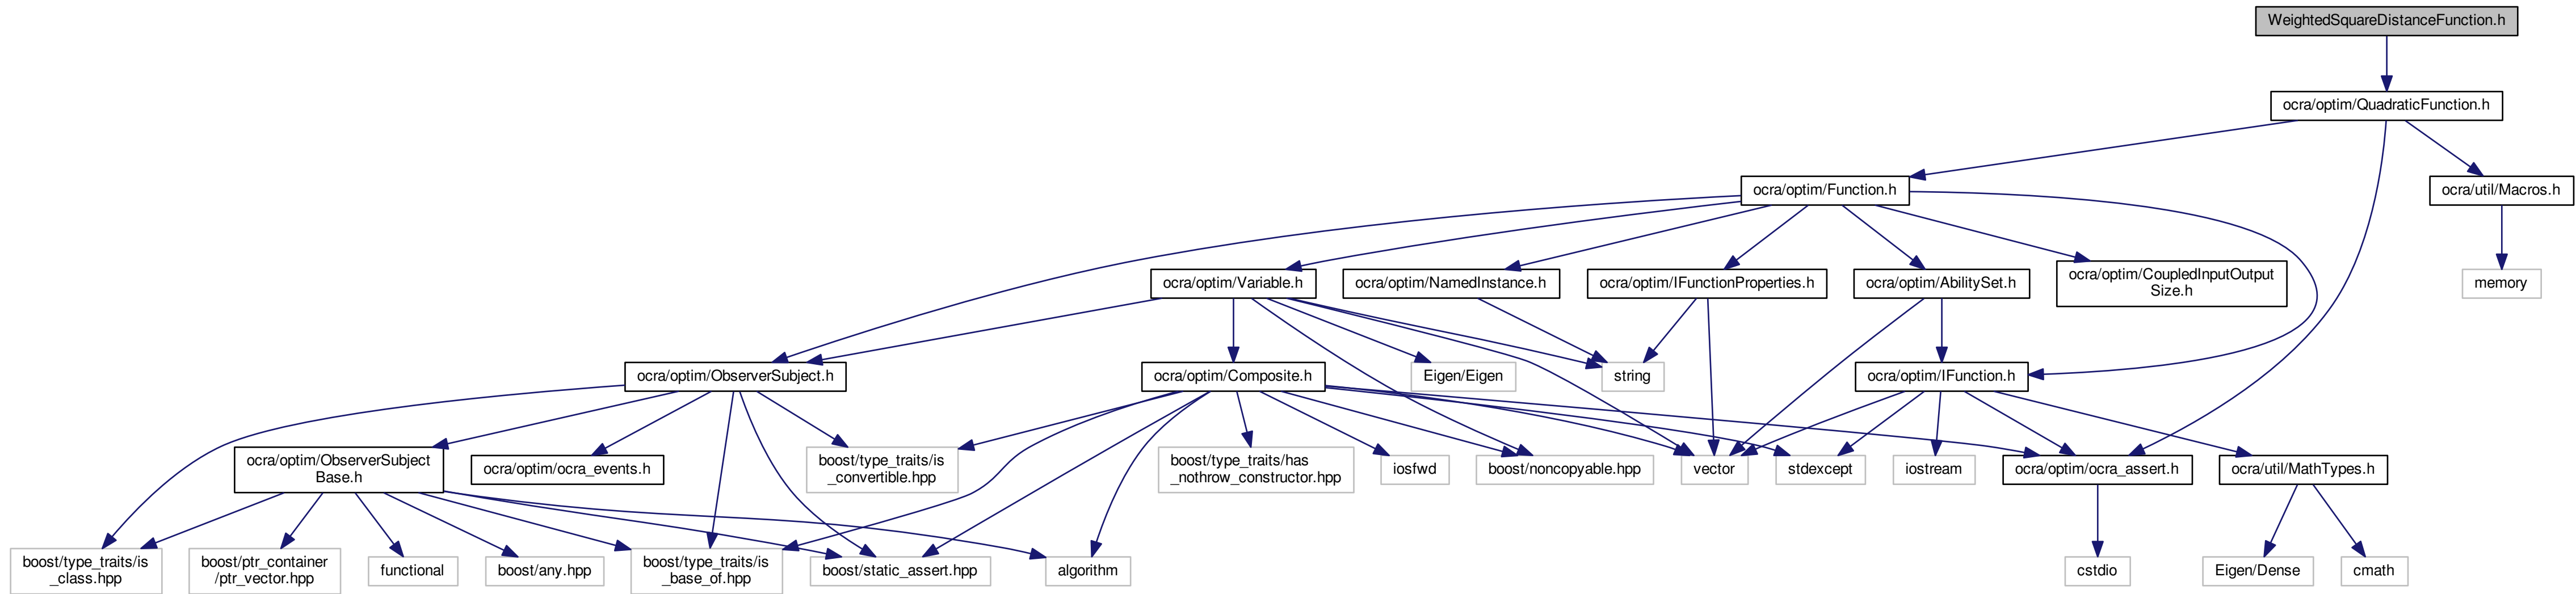 WeightedSquareDistanceFunction.h
ocra/optim/QuadraticFunction.h
ocra/optim/Function.h
ocra/util/Macros.h
ocra/optim/Variable.h
ocra/optim/NamedInstance.h
ocra/optim/IFunctionProperties.h
ocra/optim/AbilitySet.h
ocra/optim/CoupledInputOutput
Size.h
memory
ocra/optim/ObserverSubject.h
ocra/optim/Composite.h
Eigen/Eigen
string
ocra/optim/IFunction.h
ocra/optim/ObserverSubject
Base.h
ocra/optim/ocra_events.h
boost/type_traits/is
_convertible.hpp
boost/type_traits/has
_nothrow_constructor.hpp
iosfwd
boost/noncopyable.hpp
vector
stdexcept
iostream
ocra/optim/ocra_assert.h
ocra/util/MathTypes.h
boost/type_traits/is
_class.hpp
boost/ptr_container
/ptr_vector.hpp
functional
boost/any.hpp
boost/type_traits/is
_base_of.hpp
boost/static_assert.hpp
algorithm
cstdio
Eigen/Dense
cmath